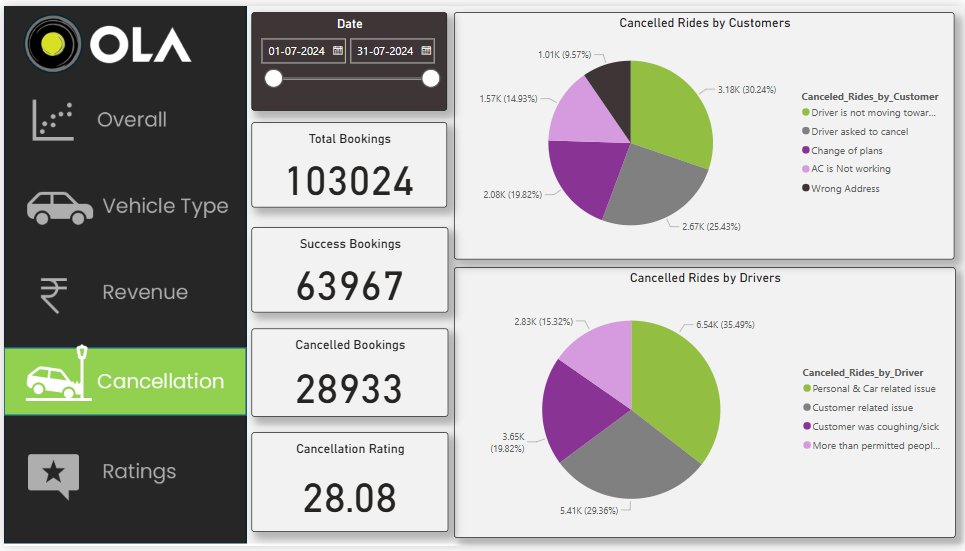 OLA
Overall
Vehicle Type
Revenue
Cancellation
Ratings
Date
01-07-2024
31-07-2024
Total Bookings
103024
Success Bookings
63967
Cancelled Bookings
28933
Cancellation Rating
28.08
Cancelled Rides by Customers
1.01K (9.57%)
3.18K (30.24%)
1.57K (14.93%)
2.08K (19.82%)
2.67K (25.43%)
Canceled_Rides_by_Customer
Driver is not moving towar...
Driver asked to cancel
Change of plans
AC is Not working
Wrong Address
Cancelled Rides by Drivers
2.83K (15.32%)
6.54K (35.49%)
3.65K
(19.82%)
5.41K (29.36%)
Canceled_Rides_by_Driver
Personal & Car related issue
Customer related issue
Customer was coughing/sick
More than permitted peopl...